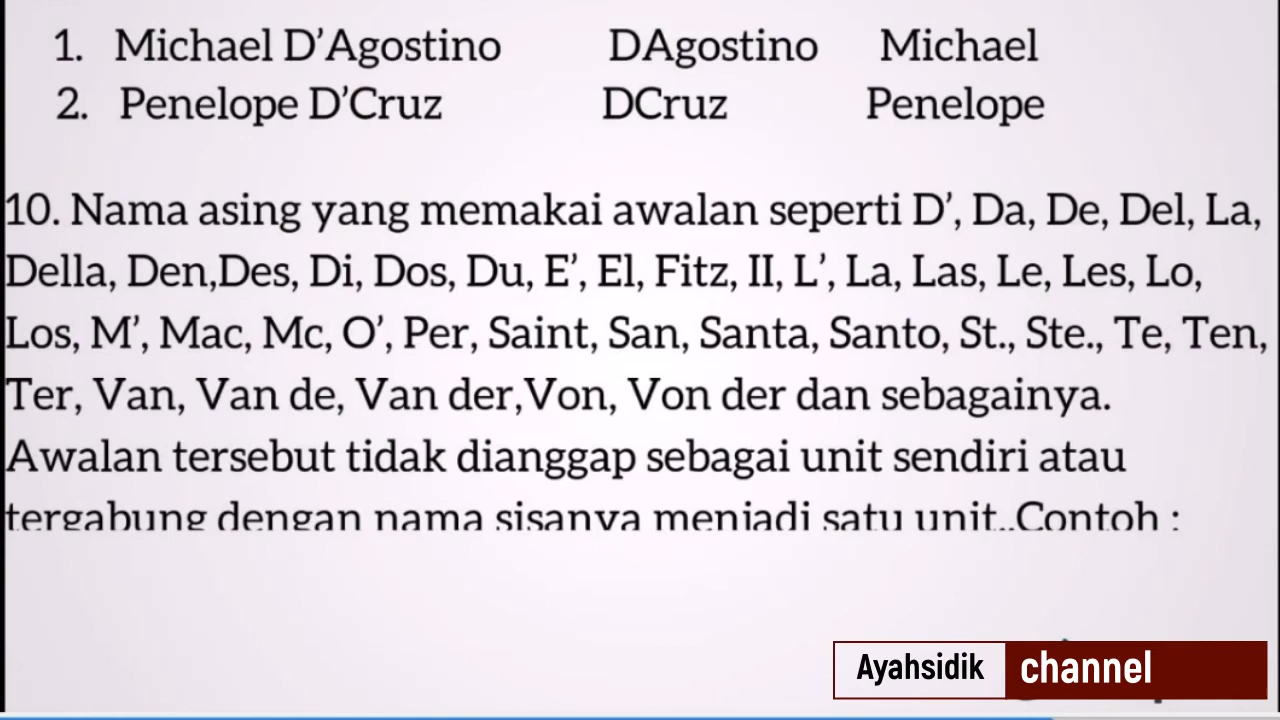 1. Michael D’Agostino DAgostino Michael
2. Penelope D’Cruz DCruz Penelope
10. Nama asing yang memakai awalan seperti D’, Da, De, Del, La,
Della, Den,Des, Di, Dos, Du, E’, El, Fitz, II, L’, La, Las, Le, Les, Lo,
Los, M’, Mac, Mc, O’, Per, Saint, San, Santa, Santo, St., Ste., Te, Ten,
Ter, Van, Van de, Van der,Von, Von der dan sebagainya.
Awalan tersebut tidak dianggap sebagai unit sendiri atau
tergabung dengan nama sisanya menjadi satu unit..Contoh :
Ayahsidik channel